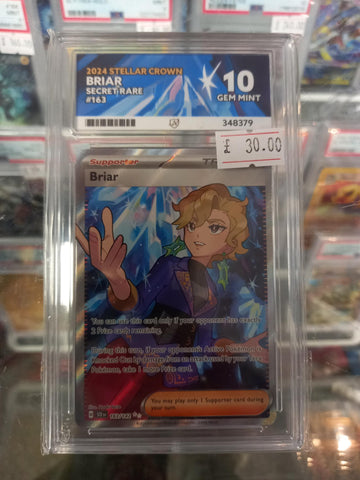 2024 STELLAR CROWN
BRIAR
SECRET RARE
#163
10
GEM MINT
348379
£ 30.00
Supporter
Briar
You can use this card only if your opponent has exactly
2 Prize cards remaining.
During this turn, if your opponent's Active Pokémon is
Knocked Out by damage from an attack used by your Tera
Pokémon, take 1 more Prize card.
You may play only 1 Supporter card during
your turn.
163/142